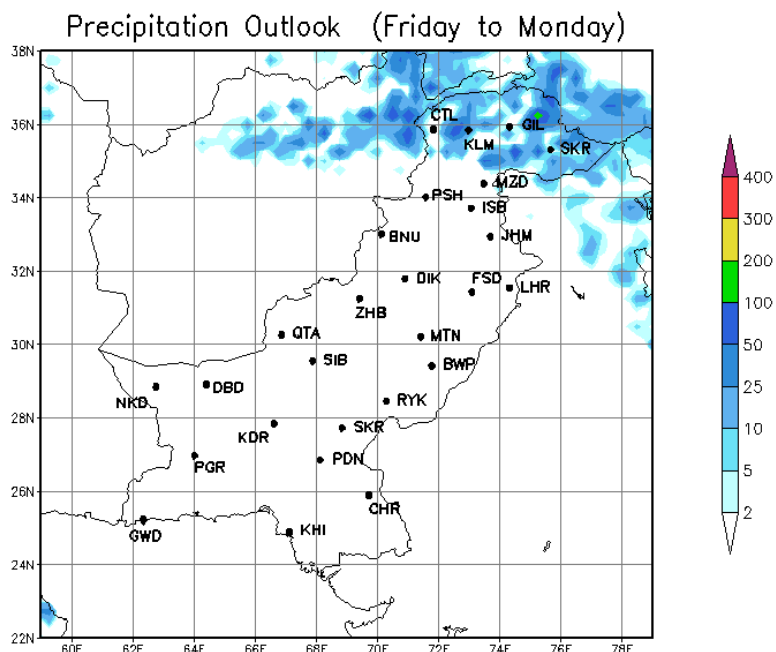 Precipitation Outlook (Friday to Monday)
38N
36N
34N
32N
30N
28N
26N
24N
22N
60E
62E
64E
66E
68E
70E
72E
74E
76E
78E
CTL
GIL
KLM
SKR
MZD
PSH
ISB
BNU
JHM
DIK
FSD
LHR
ZHB
QTA
MTN
SIB
BWP
NKD
DBD
RYK
KDR
SKR
PGR
PDN
CHR
GWD
KHI
400
300
200
100
50
25
10
5
2